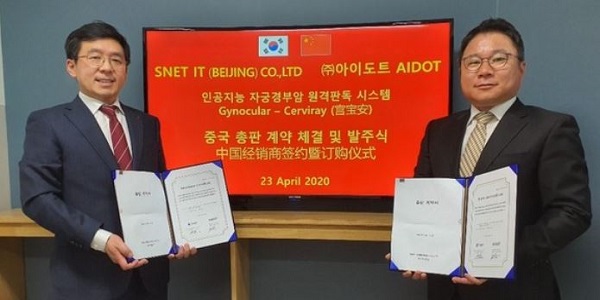 SNET IT (BEIJING) CO.,LTD ㈜아이도트 AIDOT
인공지능 자궁경부암 원격판독 시스템
Gynocular – Cerviray (宫宝安)
중국 총판 계약 체결 및 발주식
中国经销商签约暨订购仪式
23 April 2020